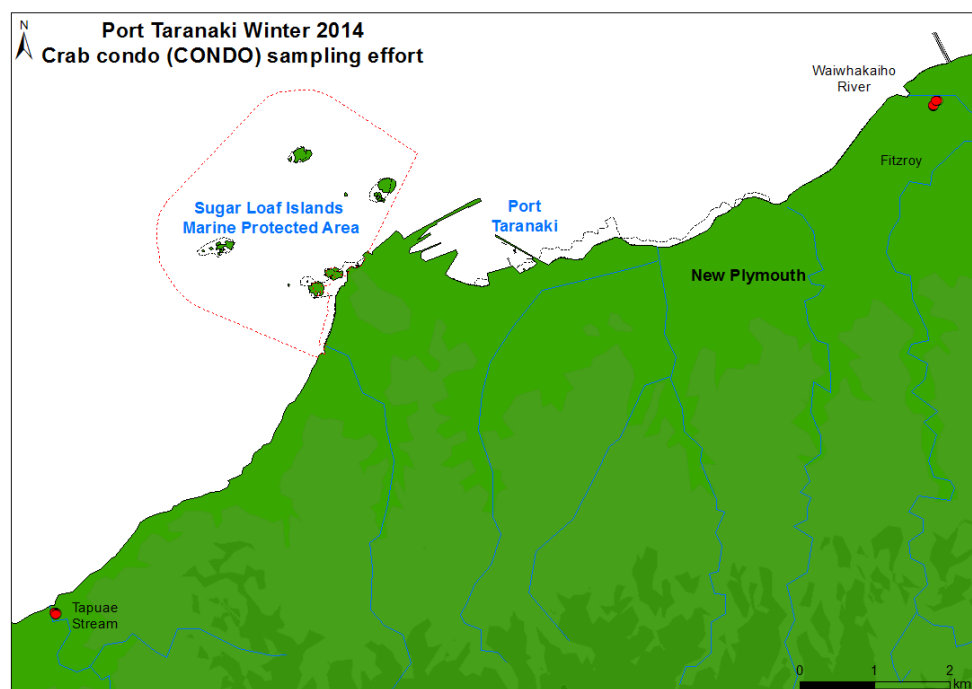 N
Port Taranaki Winter 2014
Crab condo (CONDO) sampling effort
Waiwhakaiho
River
Fitzroy
Sugar Loaf Islands
Marine Protected Area
Port
Taranaki
New Plymouth
Tapuae
Stream
0 1 2
km